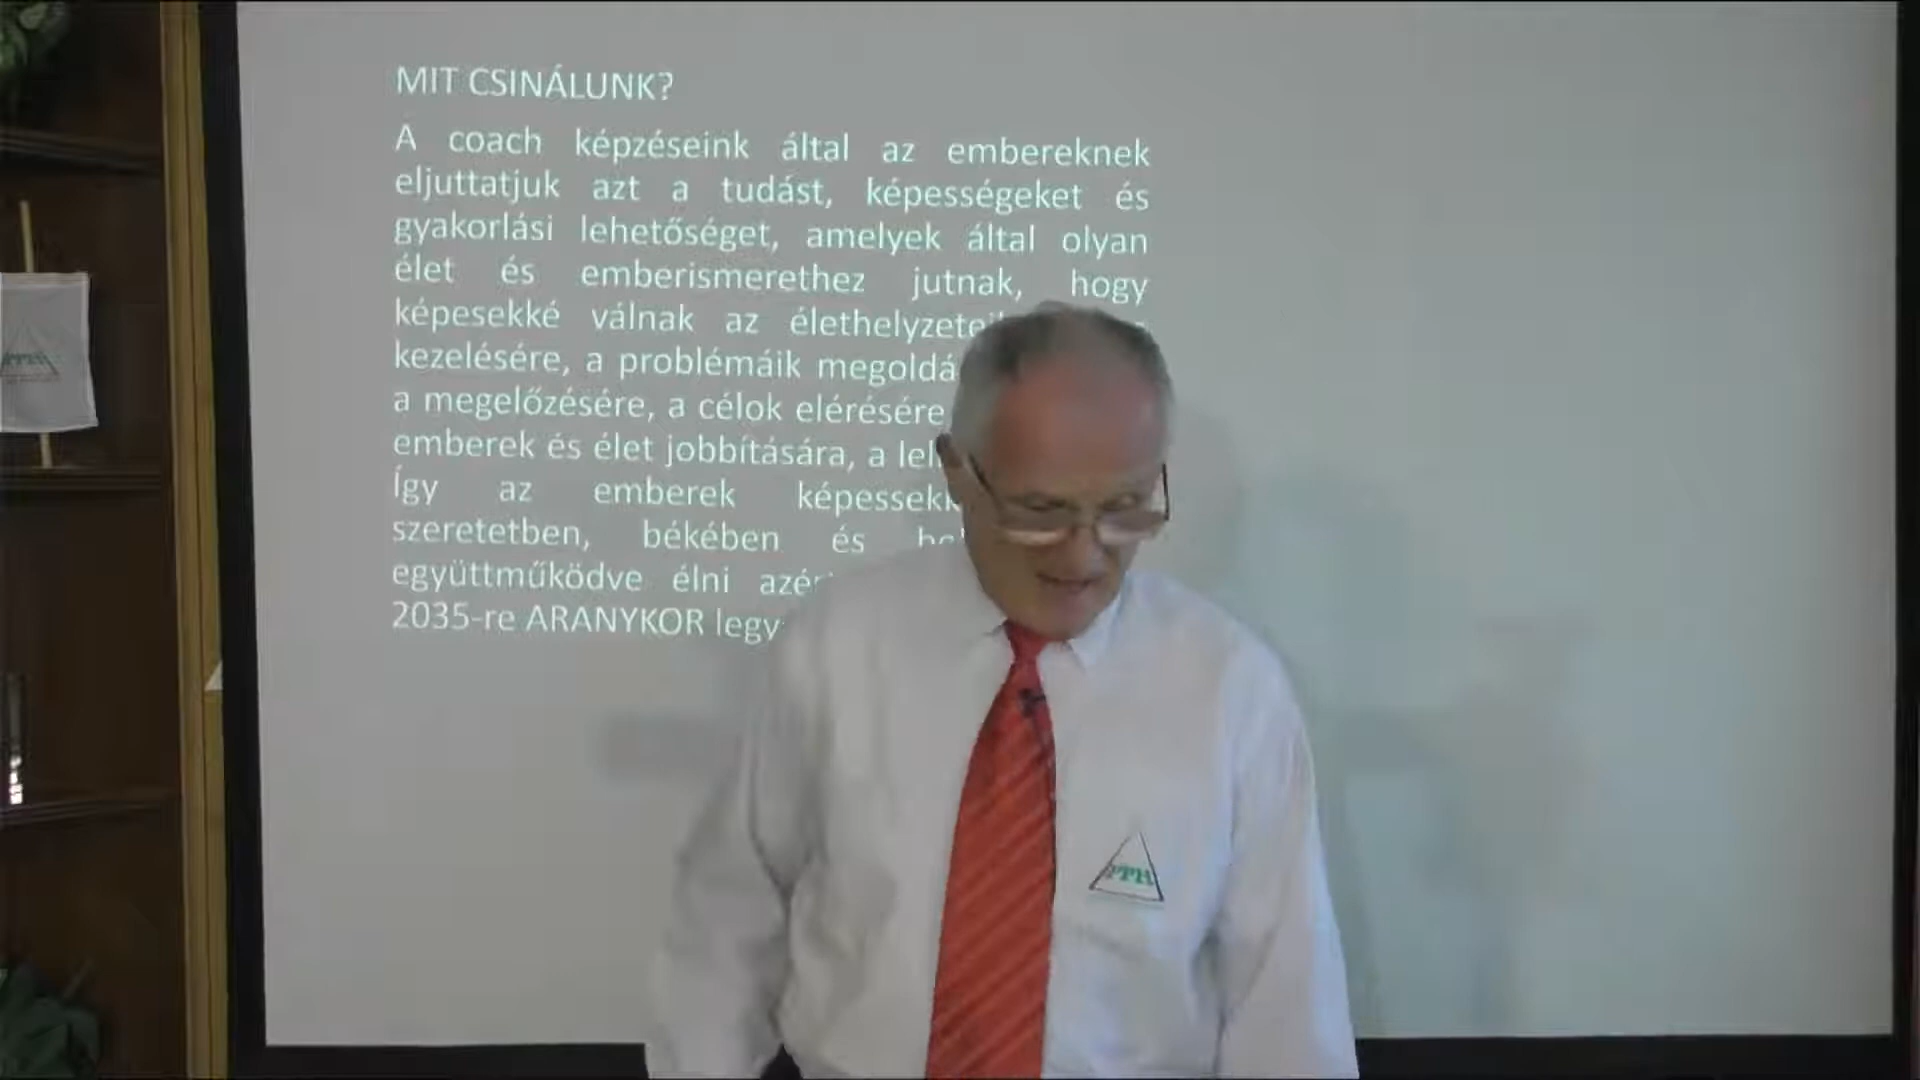 MIT CSINÁLUNK?
A coach képzéseink által az embereknek
eljuttatjuk azt a tudást, képességeket és
gyakorlási lehetőséget, amelyek által olyan
élet és emberismerethez jutnak, hogy
képesekké válnak az
kezelésére, a problémáik
a megelőzésére, a célok elérésére
emberek és élet jobbítására, a
Így az emberek
szeretetben, békében és
együttműködve élni
2035-re ARANYKOR
PTH